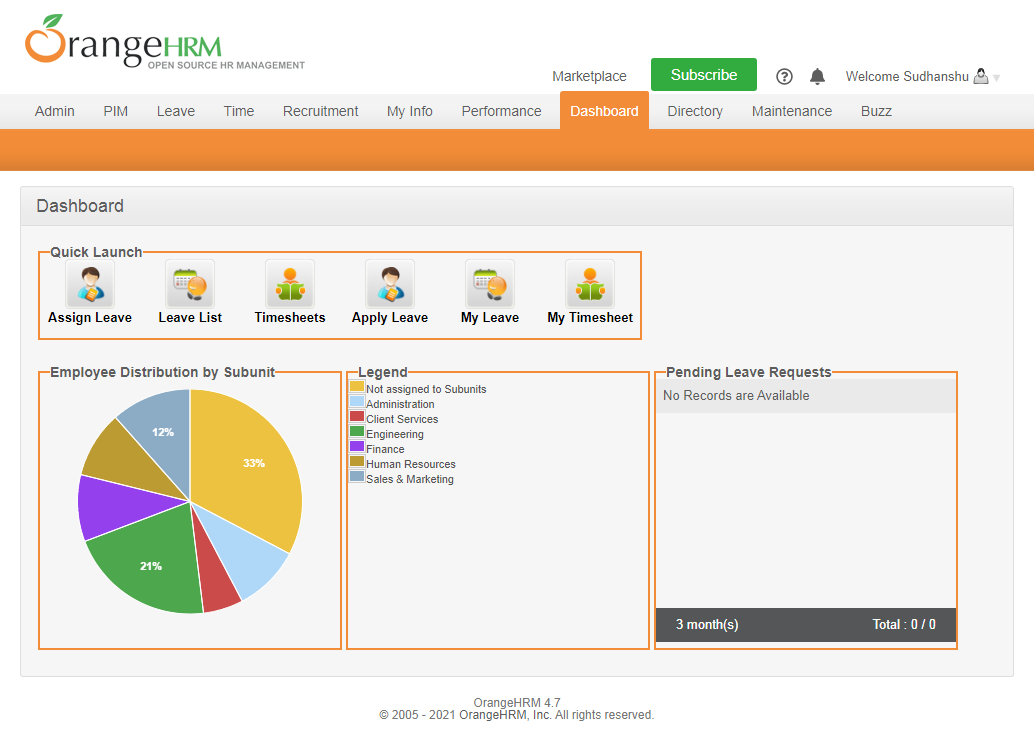 OrangeHRM
OPEN SOURCE HR MANAGEMENT
Marketplace Subscribe Welcome Sudhanshu
Admin PIM Leave Time Recruitment My Info Performance Dashboard Directory Maintenance Buzz
Dashboard
Quick Launch
Assign Leave Leave List Timesheets Apply Leave My Leave My Timesheet
Employee Distribution by Subunit
12%
33%
21%
Legend
Not assigned to Subunits
Administration
Client Services
Engineering
Finance
Human Resources
Sales & Marketing
Pending Leave Requests
No Records are Available
3 month(s) Total : 0 / 0
OrangeHRM 4.7
© 2005 - 2021 OrangeHRM, Inc. All rights reserved.